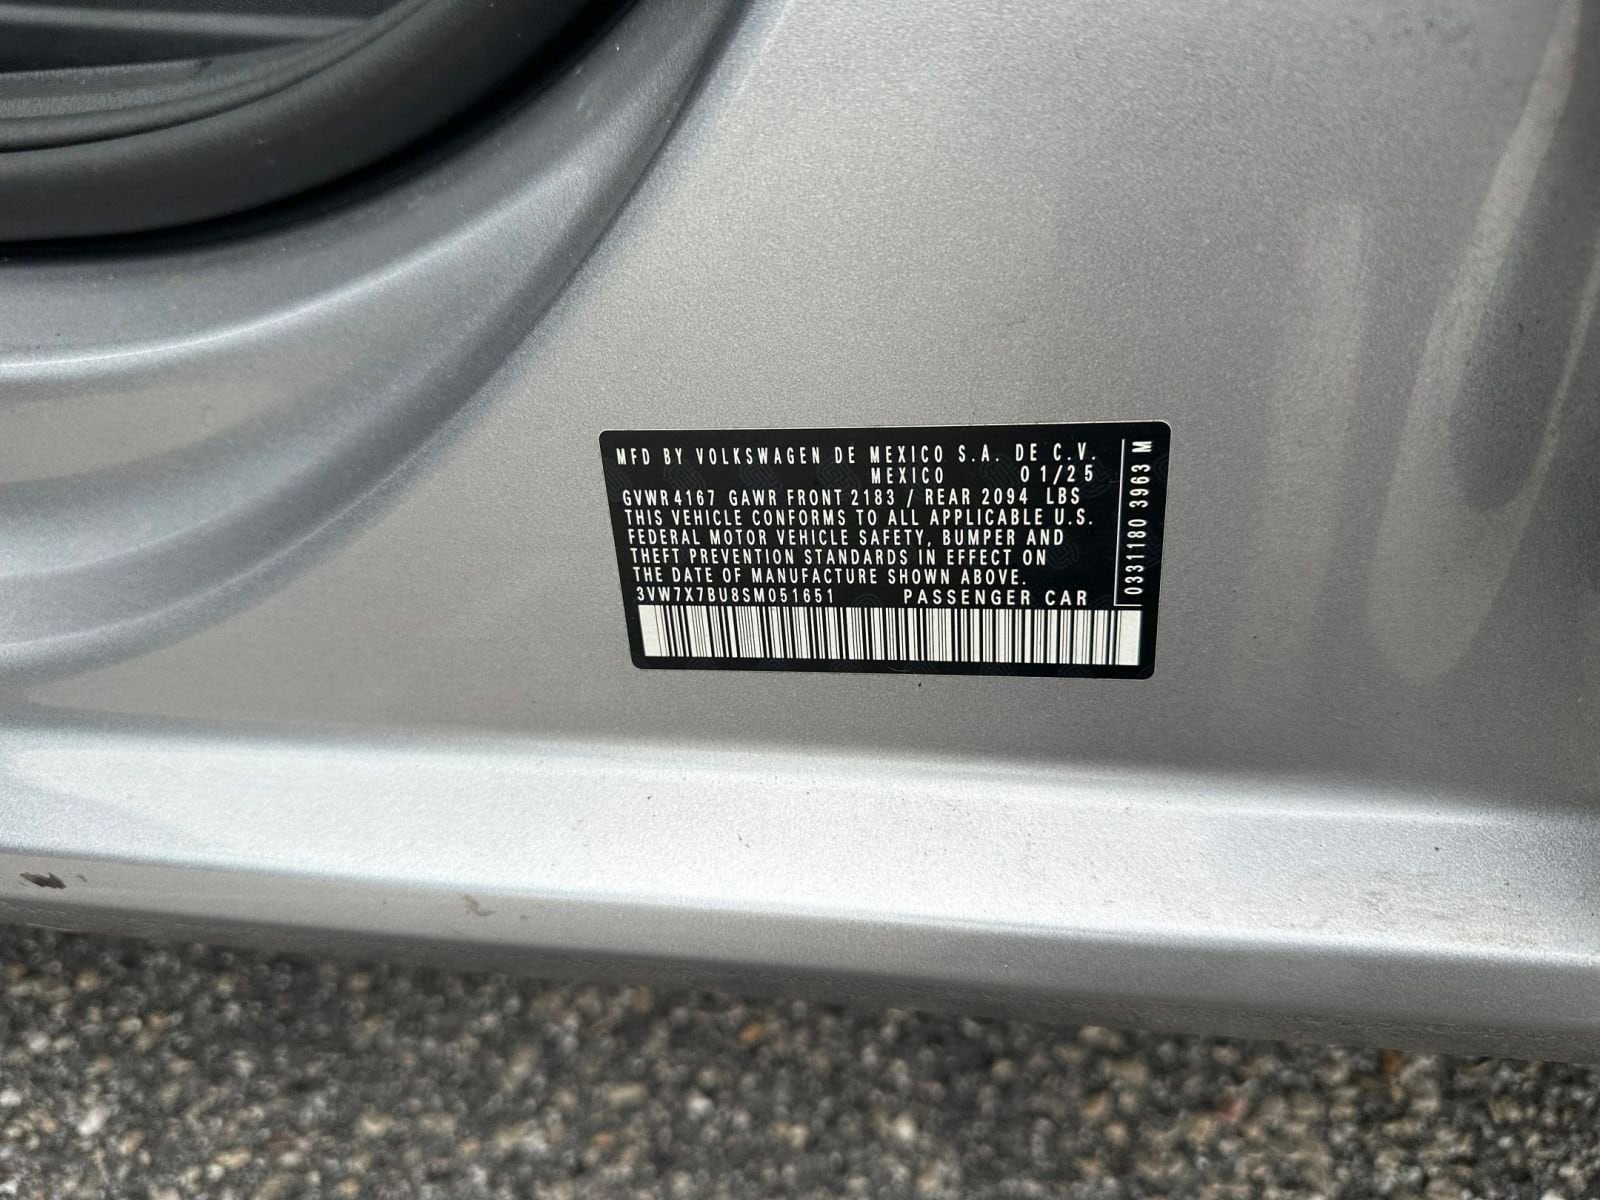 MFD BY VOLKSWAGEN DE MEXICO S.A. DE C.V.
MEXICO 01/25
GVWR 4167 GAWR FRONT 2183 / REAR 2094 LBS
THIS VEHICLE CONFORMS TO ALL APPLICABLE U.S.
FEDERAL MOTOR VEHICLE SAFETY, BUMPER AND
THEFT PREVENTION STANDARDS IN EFFECT ON
THE DATE OF MANUFACTURE SHOWN ABOVE.
3VW7X7BU8SM051651 PASSENGER CAR
0331180 3963 M